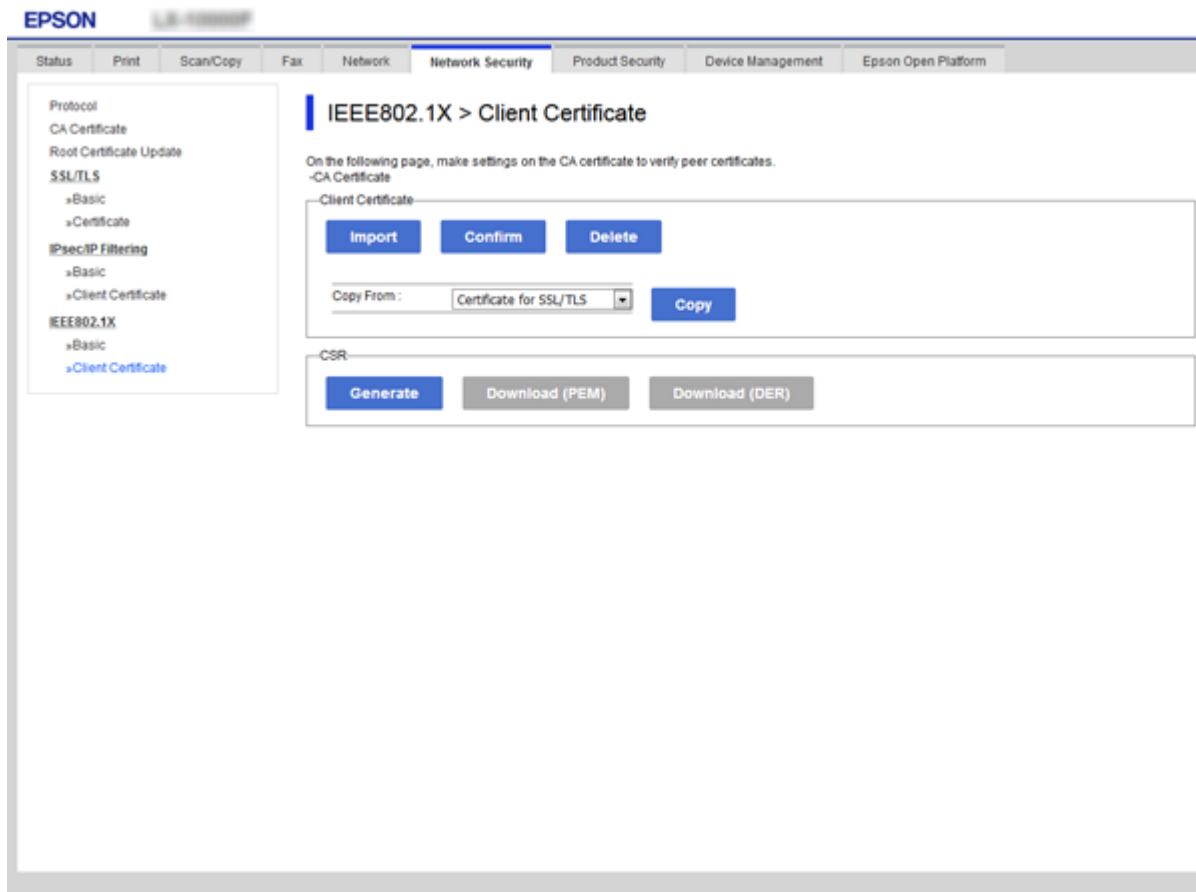 EPSON
Status Print Scan/Copy Fax Network Network Security Product Security Device Management Epson Open Platform
Protocol
CA Certificate
Root Certificate Update
SSL/TLS
»Basic
»Certificate
IPsec/IP Filtering
»Basic
»Client Certificate
IEEE802.1X
»Basic
»Client Certificate
IEEE802.1X > Client Certificate
On the following page, make settings on the CA certificate to verify peer certificates.
-CA Certificate
Client Certificate
Import Confirm Delete
Copy From : Certificate for SSL/TLS Copy
CSR
Generate Download (PEM) Download (DER)